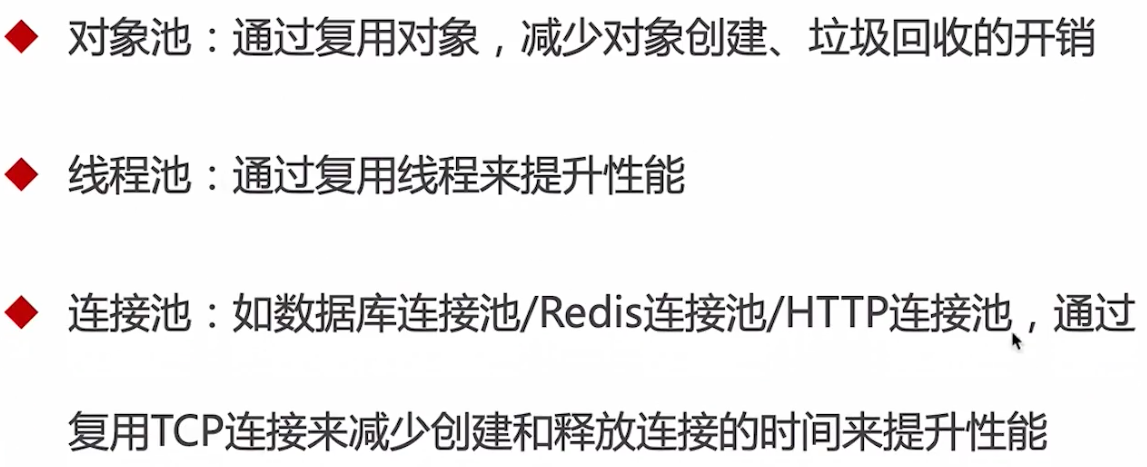 对象池：通过复用对象，减少对象创建、垃圾回收的开销
线程池：通过复用线程来提升性能
连接池：如数据库连接池/Redis连接池/HTTP连接池，通过
复用TCP连接来减少创建和释放连接的时间来提升性能